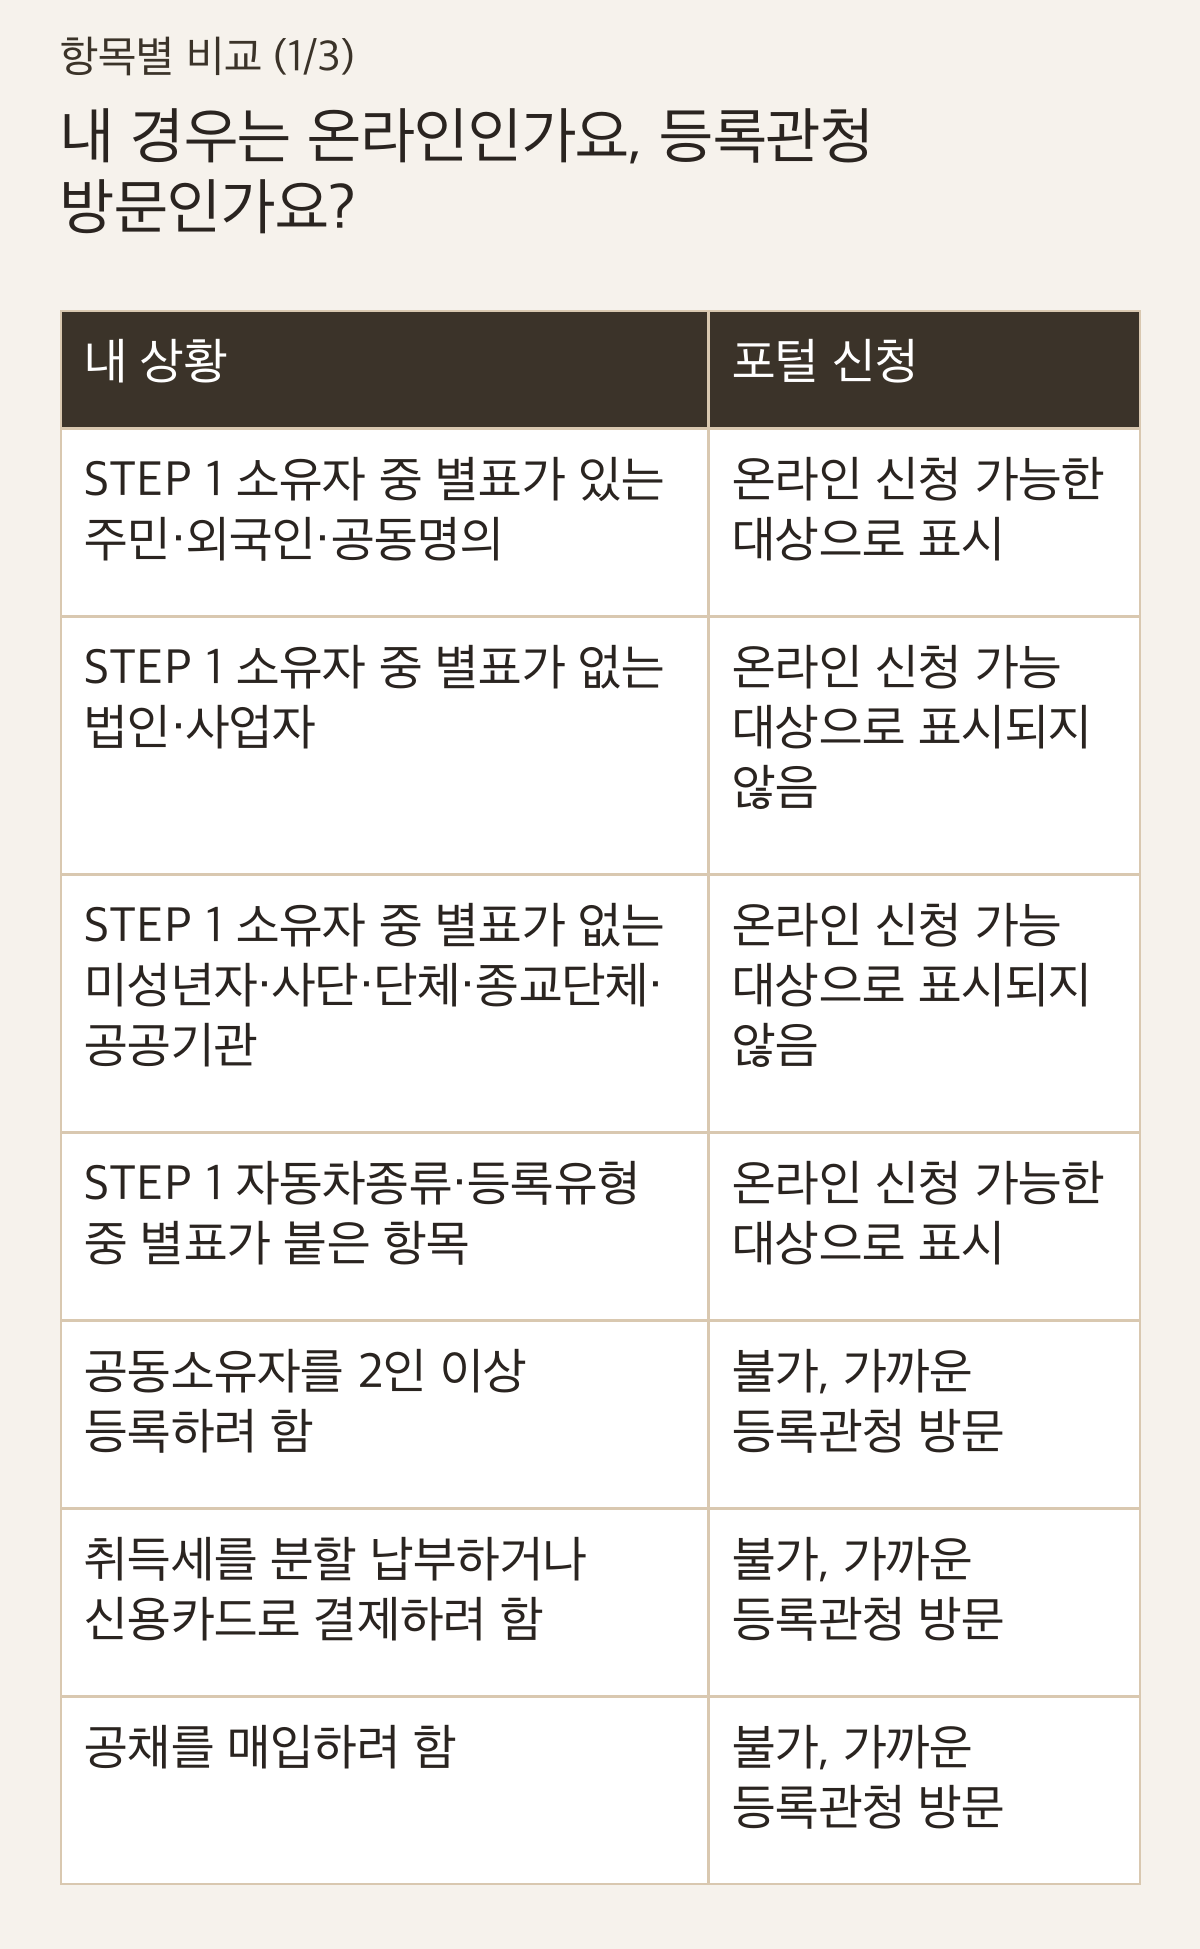 항목별 비교 (1/3)
내 경우는 온라인인가요, 등록관청
방문인가요?
내 상황
포털 신청
STEP 1 소유자 중 별표가 있는
주민·외국인·공동명의
온라인 신청 가능한
대상으로 표시
STEP 1 소유자 중 별표가 없는
법인·사업자
온라인 신청 가능
대상으로 표시되지
않음
STEP 1 소유자 중 별표가 없는
미성년자·사단·단체·종교단체·
공공기관
온라인 신청 가능
대상으로 표시되지
않음
STEP 1 자동차종류·등록유형
중 별표가 붙은 항목
온라인 신청 가능한
대상으로 표시
공동소유자를 2인 이상
등록하려 함
불가, 가까운
등록관청 방문
취득세를 분할 납부하거나
신용카드로 결제하려 함
불가, 가까운
등록관청 방문
공채를 매입하려 함
불가, 가까운
등록관청 방문